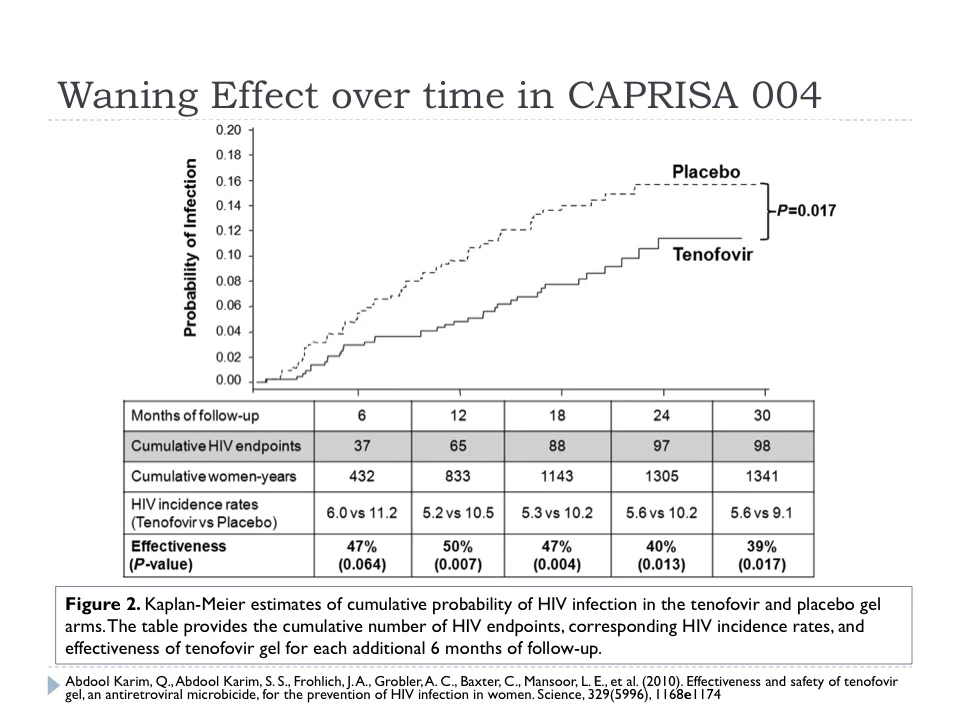 Waning Effect over time in CAPRISA 004
0.20
0.18
0.16
0.14
0.12
0.10
0.08
0.06
0.04
0.02
0.00
Probability of Infection
Placebo
P=0.017
Tenofovir
Months of follow-up 6 12 18 24 30
Cumulative HIV endpoints 37 65 88 97 98
Cumulative women-years 432 833 1143 1305 1341
HIV incidence rates
(Tenofovir vs Placebo) 6.0 vs 11.2 5.2 vs 10.5 5.3 vs 10.2 5.6 vs 10.2 5.6 vs 9.1
Effectiveness 47% 50% 47% 40% 39%
(P-value) (0.064) (0.007) (0.004) (0.013) (0.017)
Figure 2. Kaplan-Meier estimates of cumulative probability of HIV infection in the tenofovir and placebo gel
arms. The table provides the cumulative number of HIV endpoints, corresponding HIV incidence rates, and
effectiveness of tenofovir gel for each additional 6 months of follow-up.
Abdool Karim, Q., Abdool Karim, S. S., Frohlich, J. A., Grobler, A. C., Baxter, C., Mansoor, L. E., et al. (2010). Effectiveness and safety of tenofovir
gel, an antiretroviral microbicide, for the prevention of HIV infection in women. Science, 329(5996), 1168e1174